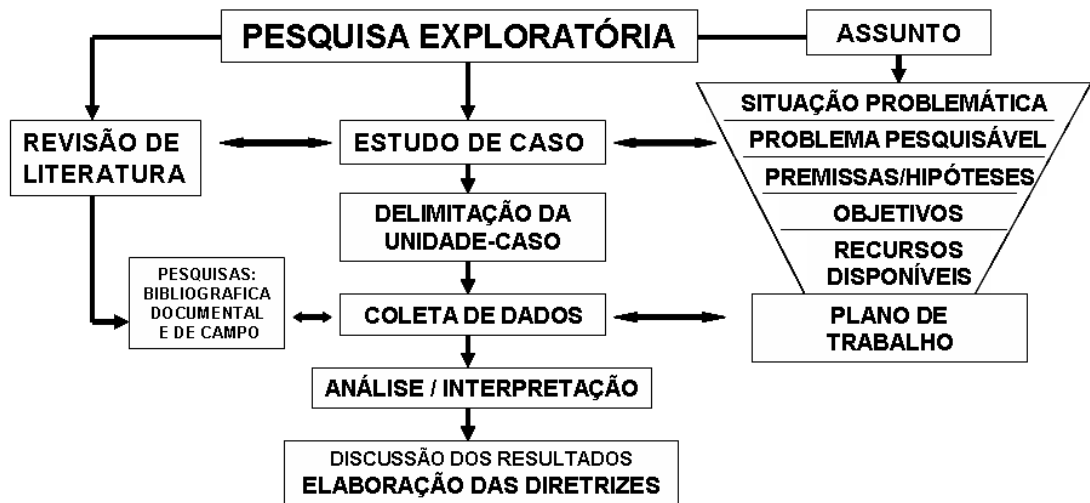 PESQUISA EXPLORATÓRIA
ASSUNTO
SITUAÇÃO PROBLEMÁTICA
PROBLEMA PESQUISÁVEL
PREMISSAS/HIPÓTESES
OBJETIVOS
RECURSOS
DISPONÍVEIS
PLANO DE
TRABALHO
REVISÃO DE
LITERATURA
ESTUDO DE CASO
DELIMITAÇÃO DA
UNIDADE-CASO
PESQUISAS:
BIBLIOGRAFICA
DOCUMENTAL
E DE CAMPO
COLETA DE DADOS
ANÁLISE / INTERPRETAÇÃO
DISCUSSÃO DOS RESULTADOS
ELABORAÇÃO DAS DIRETRIZES